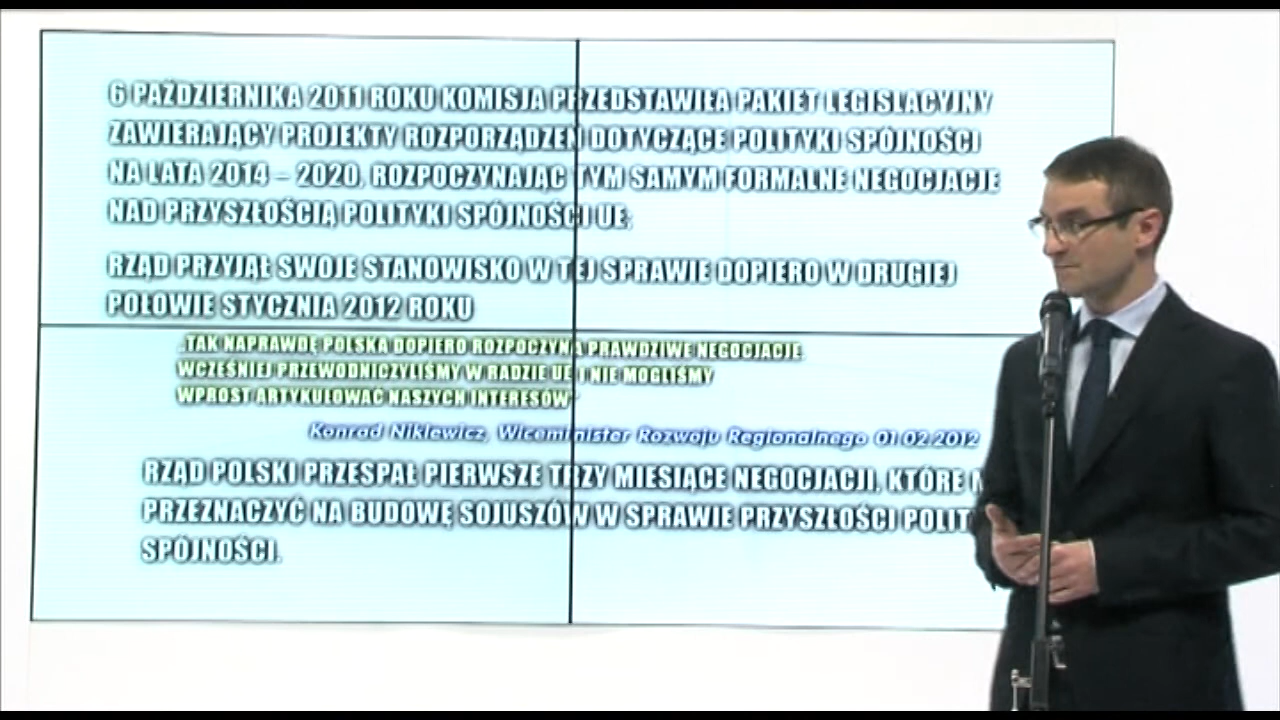 6 PAŹDZIERNIKA 2011 ROKU KOMISJA PRZEDSTAWIŁA PAKIET LEGISLACYJNY
ZAWIERAJĄCY PROJEKTY ROZPORZĄDZEŃ DOTYCZĄCE POLITYKI SPÓJNOŚCI
NA LATA 2014 – 2020, ROZPOCZYNAJĄC TYM SAMYM FORMALNE NEGOCJACJE
NAD PRZYSZŁOŚCIĄ POLITYKI SPÓJNOŚCI UE;
RZĄD PRZYJĄŁ SWOJE STANOWISKO W TEJ SPRAWIE DOPIERO W DRUGIEJ
POŁOWIE STYCZNIA 2012 ROKU
„TAK NAPRAWDĘ POLSKA DOPIERO ROZPOCZYNA PRAWDZIWE NEGOCJACJE.
WCZEŚNIEJ PRZEWODNICZYLIŚMY W RADZIE UE I NIE MOGLIŚMY
WPROST ARTYKUŁOWAĆ NASZYCH INTERESÓW”
Konrad Niklewicz, Wiceminister Rozwoju Regionalnego 01.02.2012
RZĄD POLSKI PRZESPAŁ PIERWSZE TRZY MIESIĄCE NEGOCJACJI, KTÓRE
PRZEZNACZYĆ NA BUDOWĘ SOJUSZÓW W SPRAWIE PRZYSZŁOŚCI POLIT
SPÓJNOŚCI.